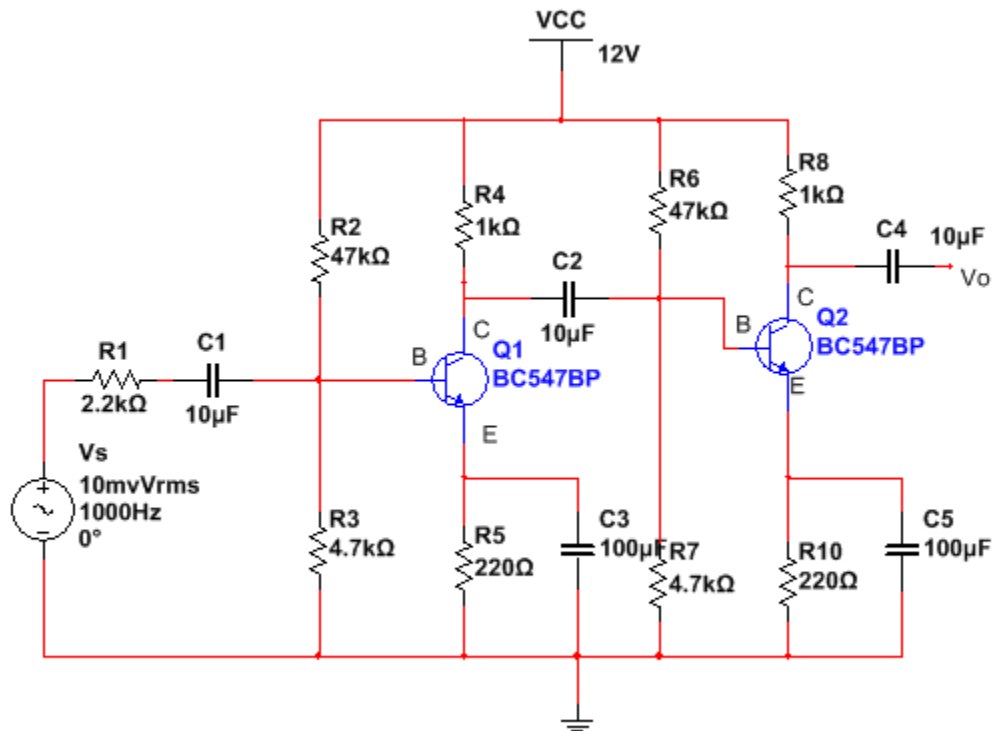 VCC
12V
R2
47kΩ
R4
1kΩ
R6
47kΩ
R8
1kΩ
C4
10µF
Vo
C2
10µF
C
Q1
BC547BP
B
E
C
Q2
BC547BP
B
E
R1
2.2kΩ
C1
10µF
Vs
10mvVrms
1000Hz
0°
R3
4.7kΩ
R5
220Ω
C3
100µF
R7
4.7kΩ
R10
220Ω
C5
100µF